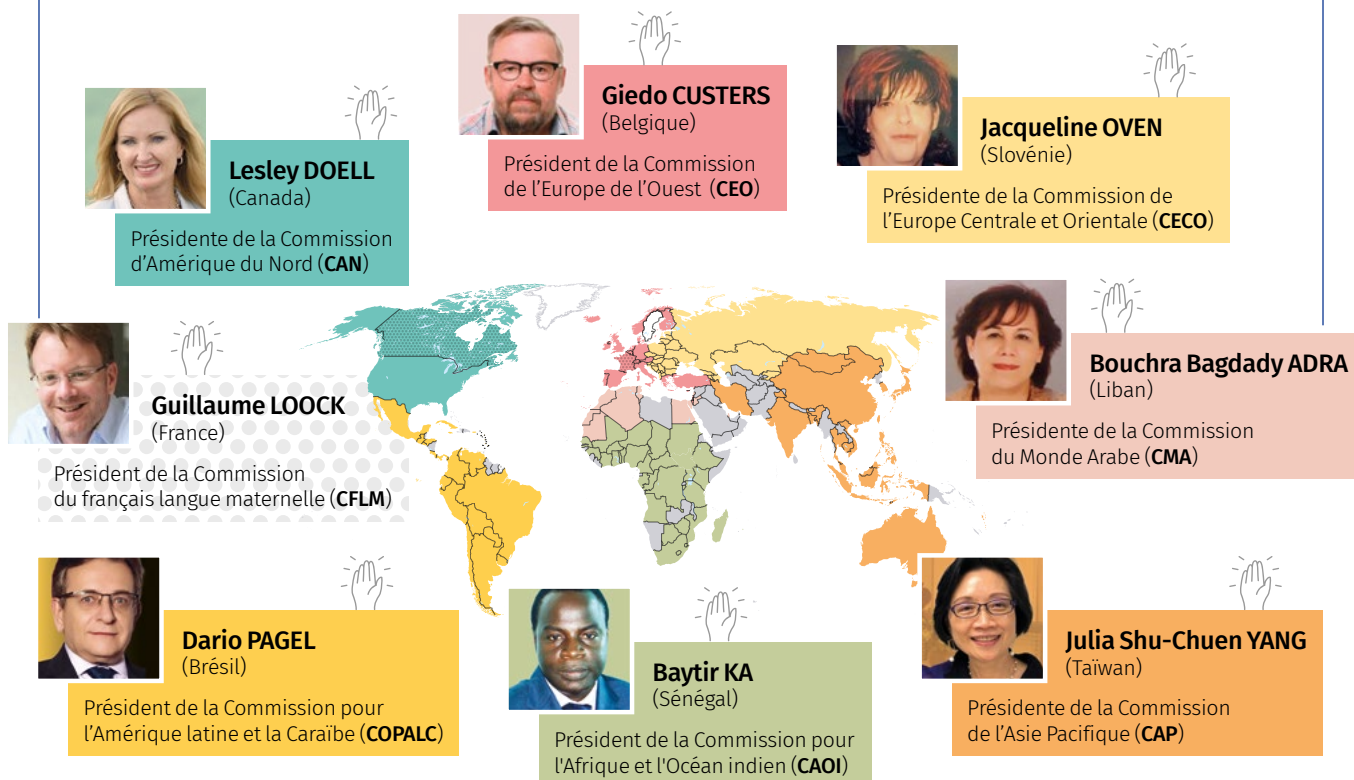 Giedo CUSTERS
(Belgique)
Président de la Commission
de l’Europe de l’Ouest (CEO)
Lesley DOELL
(Canada)
Présidente de la Commission
d’Amérique du Nord (CAN)
Jacqueline OVEN
(Slovénie)
Présidente de la Commission de
l’Europe Centrale et Orientale (CECO)
Guillaume LOOCK
(France)
Président de la Commission
du français langue maternelle (CFLM)
Bouchra Bagdady ADRA
(Liban)
Présidente de la Commission
du Monde Arabe (CMA)
Dario PAGEL
(Brésil)
Président de la Commission pour
l’Amérique latine et la Caraïbe (COPALC)
Baytir KA
(Sénégal)
Président de la Commission pour
l'Afrique et l'Océan indien (CAOI)
Julia Shu-Chuen YANG
(Taïwan)
Présidente de la Commission
de l’Asie Pacifique (CAP)